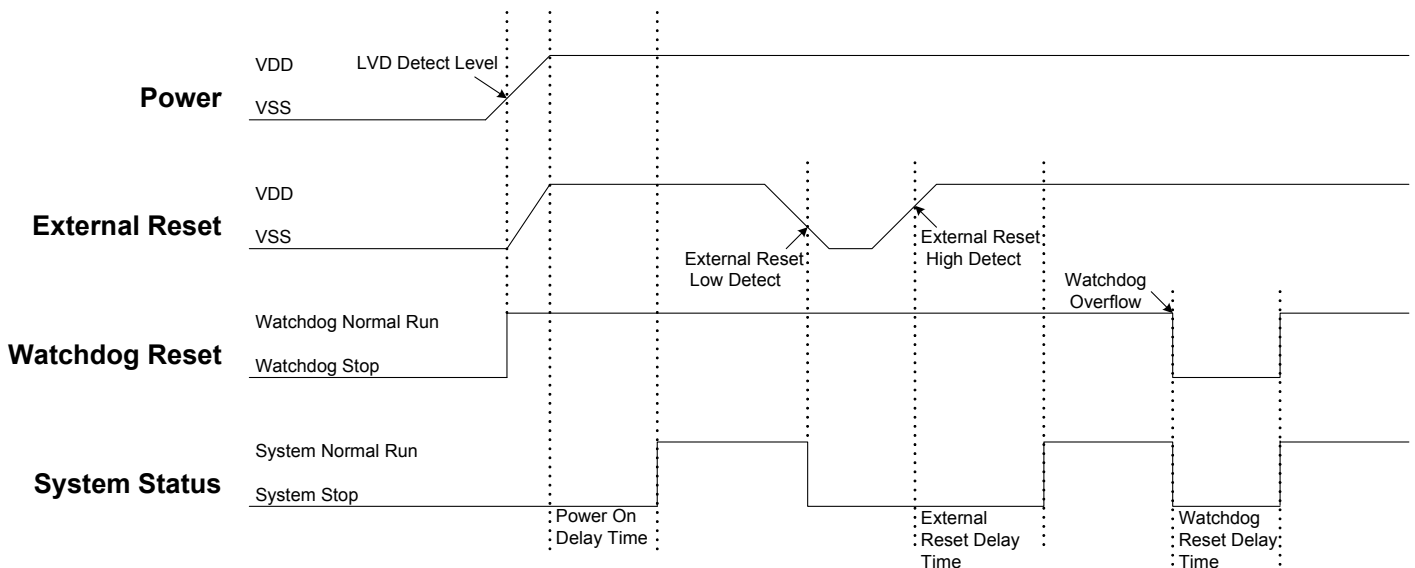 VDD
LVD Detect Level
Power
VSS
VDD
External Reset
VSS
External Reset
Low Detect
External Reset
High Detect
Watchdog
Overflow
Watchdog Normal Run
Watchdog Reset
Watchdog Stop
System Normal Run
System Status
System Stop
Power On
Delay Time
External
Reset Delay
Time
Watchdog
Reset Delay
Time